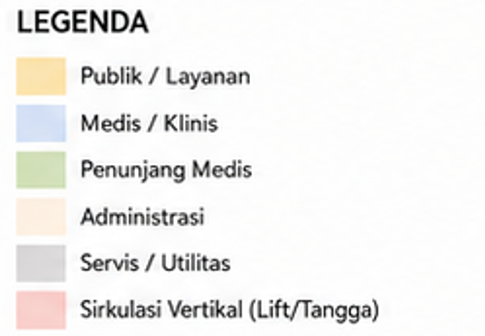 LEGENDA
Publik / Layanan
Medis / Klinis
Penunjang Medis
Administrasi
Servis / Utilitas
Sirkulasi Vertikal (Lift/Tangga)